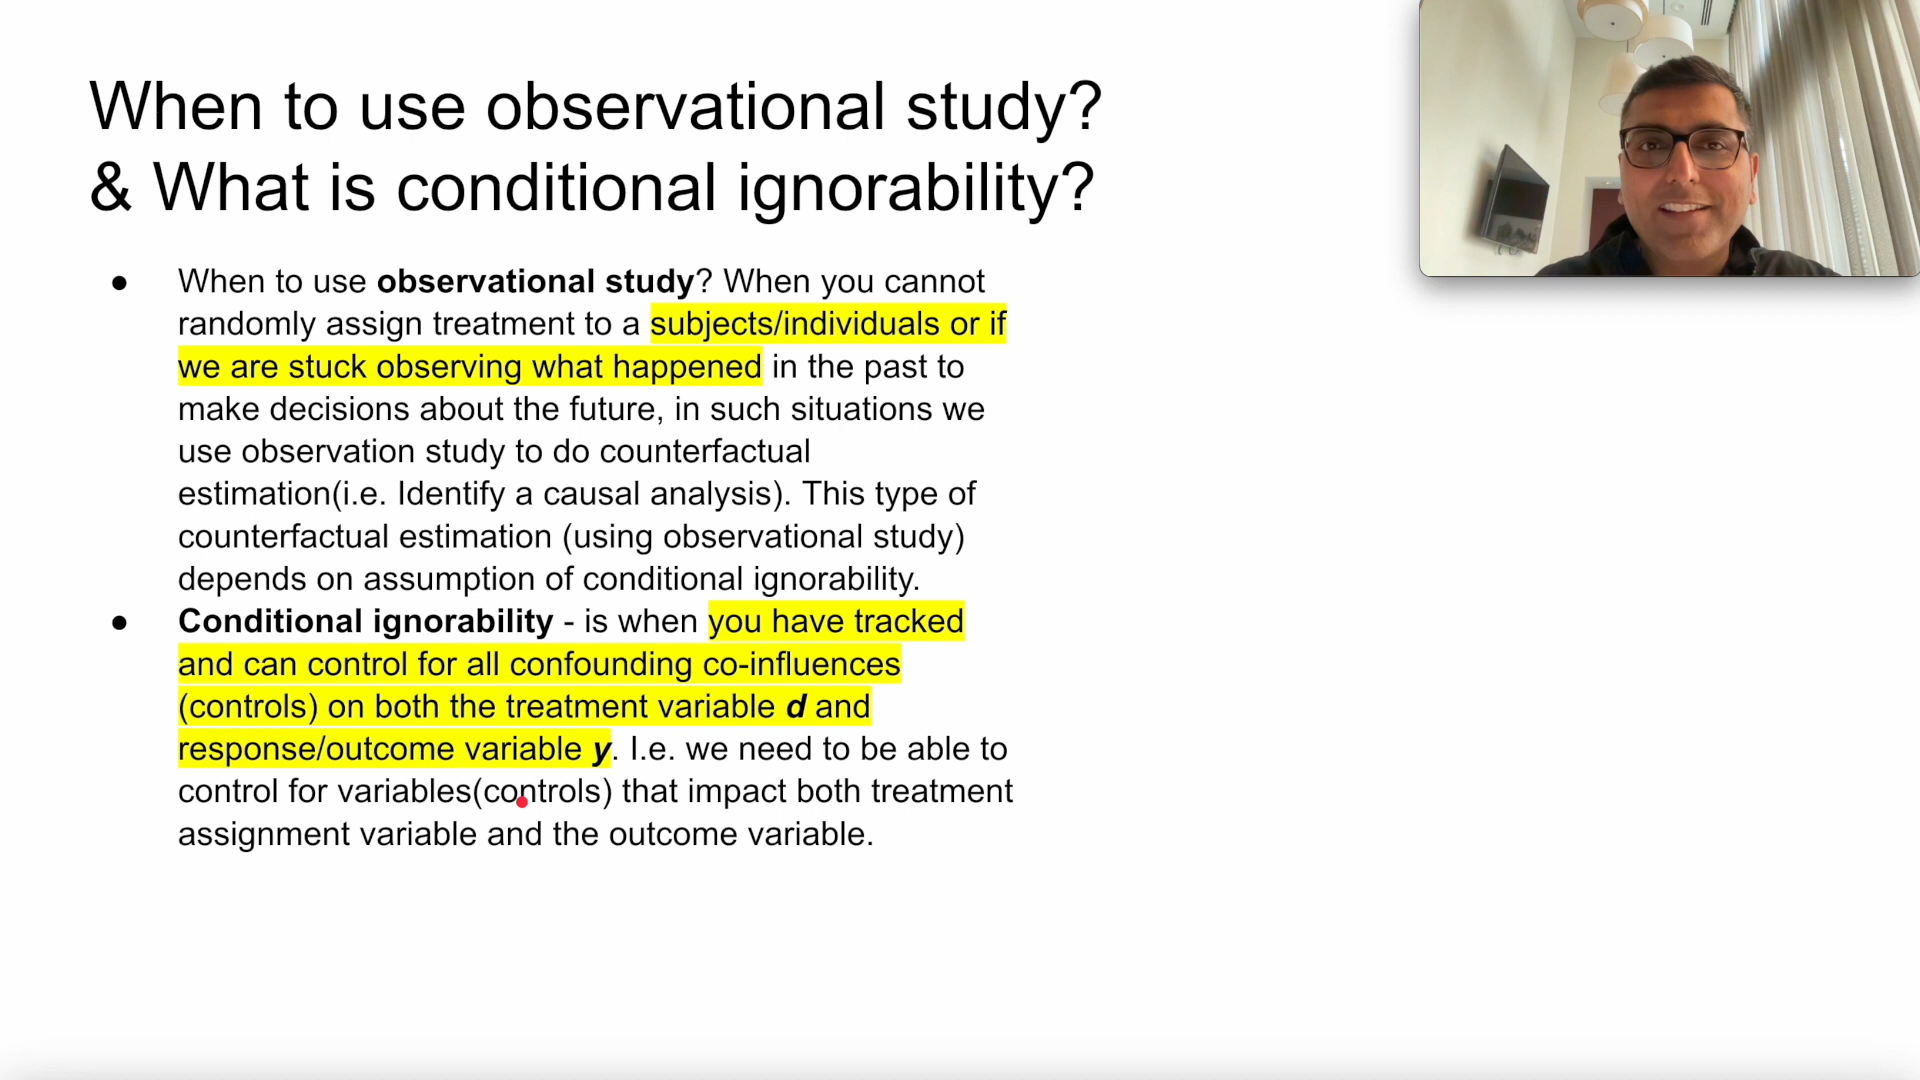 When to use observational study?
& What is conditional ignorability?
● When to use observational study? When you cannot
randomly assign treatment to a subjects/individuals or if
we are stuck observing what happened in the past to
make decisions about the future, in such situations we
use observation study to do counterfactual
estimation(i.e. Identify a causal analysis). This type of
counterfactual estimation (using observational study)
depends on assumption of conditional ignorability.
● Conditional ignorability - is when you have tracked
and can control for all confounding co-influences
(controls) on both the treatment variable d and
response/outcome variable y. I.e. we need to be able to
control for variables(controls) that impact both treatment
assignment variable and the outcome variable.